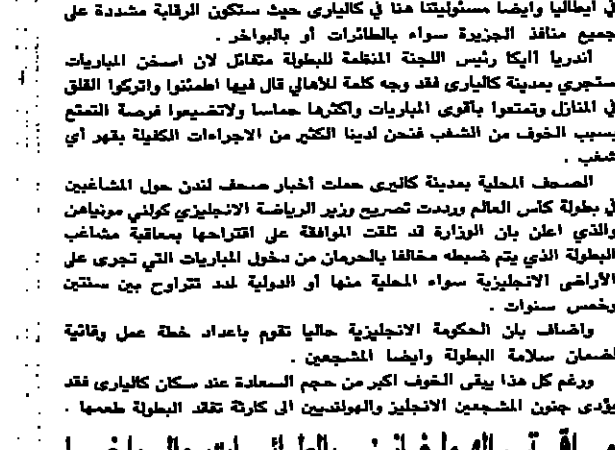 في ايطاليا وايضا مسئوليتنا هنا في كاليارى حيث ستكون الرقابة مشددة على
جميع منافذ الجزيرة سواء بالطائرات أو بالبواخر .
أندريا أليكا رئيس اللجنة المنظمة للبطولة متفائل لان اسخن المباريات
ستجري بمدينة كاليارى فقد وجه كلمة للأهالي قال فيها اطمئنوا واتركوا القلق
في المنازل وتمتعوا بأقوى المباريات واكثرها حماسا ولاتضيعوا فرصة التمتع
بسبب الخوف من الشغب فنحن لدينا الكثير من الاجراءات الكفيلة بقهر أي
شغب .
الصحف المحلية بمدينة كاليرى حملت أخبار صحف لندن حول المشاغبين
في بطولة كأس العالم ورددت تصريح وزير الرياضة الانجليزي كولني مونياهن
والذي اعلن بان الوزارة قد تلقت الموافقة على اقتراحها بمعاقبة مشاغب
البطولة الذي يتم ضبطه مخالفا بالحرمان من دخول المباريات التي تجرى على
الأراضى الانجليزية سواء المحلية منها أو الدولية لمدد تتراوح بين سنتين
وخمس سنوات .
واضاف بان الحكومة الانجليزية حاليا تقوم باعداد خطة عمل وقائية
لضمان سلامة البطولة وايضا المشجعين .
ورغم كل هذا يبقى الخوف اكبر من حجم السعادة عند سكان كاليارى فقد
يؤدى جنون المشجعين الانجليز والهولنديين الى كارثة تفقد البطولة طعمها .